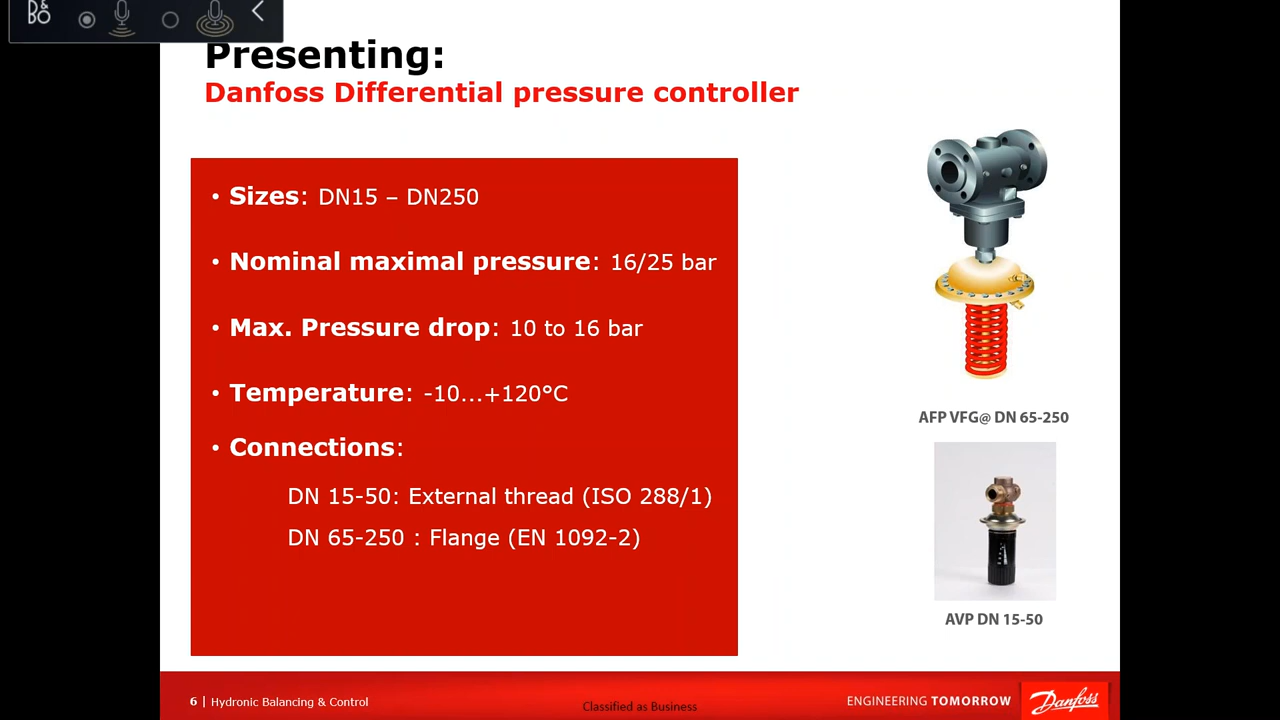 Presenting:
Danfoss Differential pressure controller
• Sizes: DN15 – DN250
• Nominal maximal pressure: 16/25 bar
• Max. Pressure drop: 10 to 16 bar
• Temperature: -10...+120°C
• Connections:
DN 15-50: External thread (ISO 288/1)
DN 65-250 : Flange (EN 1092-2)
AFP VFG@ DN 65-250
AVP DN 15-50
6 | Hydronic Balancing & Control
Classified as Business
ENGINEERING TOMORROW
Danfoss